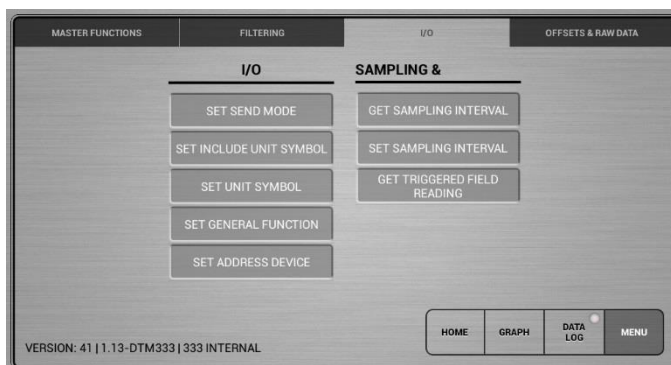 MASTER FUNCTIONS
FILTERING
I/O
OFFSETS & RAW DATA
I/O
SAMPLING &
SET SEND MODE
GET SAMPLING INTERVAL
SET INCLUDE UNIT SYMBOL
SET SAMPLING INTERVAL
SET UNIT SYMBOL
GET TRIGGERED FIELD
READING
SET GENERAL FUNCTION
SET ADDRESS DEVICE
HOME
GRAPH
DATA
LOG
MENU
VERSION: 41 | 1.13-DTM333 | 333 INTERNAL